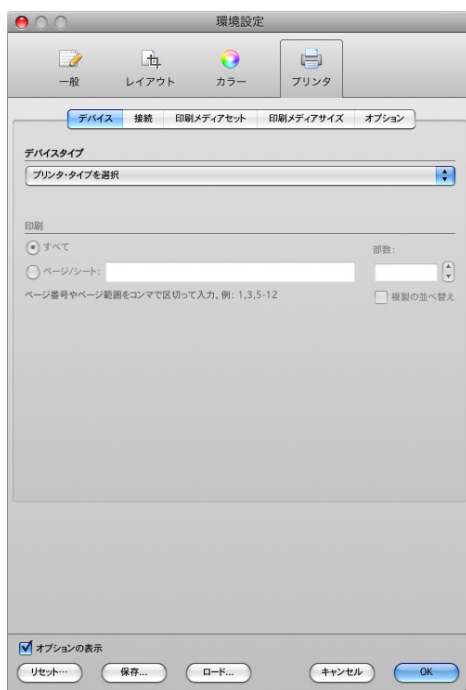 環境設定
一般 レイアウト カラー プリンタ
デバイス 接続 印刷メディアセット 印刷メディアサイズ オプション
デバイスタイプ
プリンタ・タイプを選択
印刷
すべて 部数:
ページ/シート:
ページ番号やページ範囲をコンマで区切って入力。例: 1,3,5-12 複製の並べ替え
オプションの表示
リセット… 保存... ロード... キャンセル OK